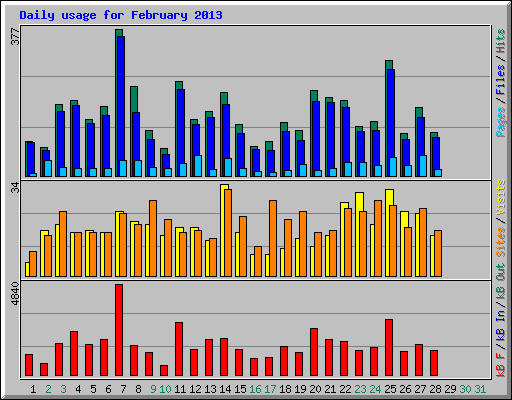 Daily usage for February 2013
377
Pages / Files / Hits
34
Sites / Visits
4840
kB F / kB In / kB Out
1 2 3 4 5 6 7 8 9 10 11 12 13 14 15 16 17 18 19 20 21 22 23 24 25 26 27 28 29 30 31